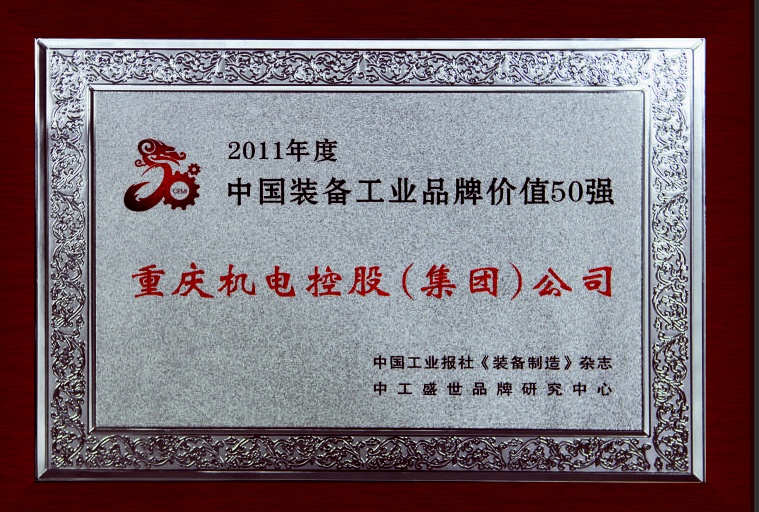 2011年度
中国装备工业品牌价值50强
重庆机电控股(集团)公司
中国工业报社《装备制造》杂志
中工盛世品牌研究中心